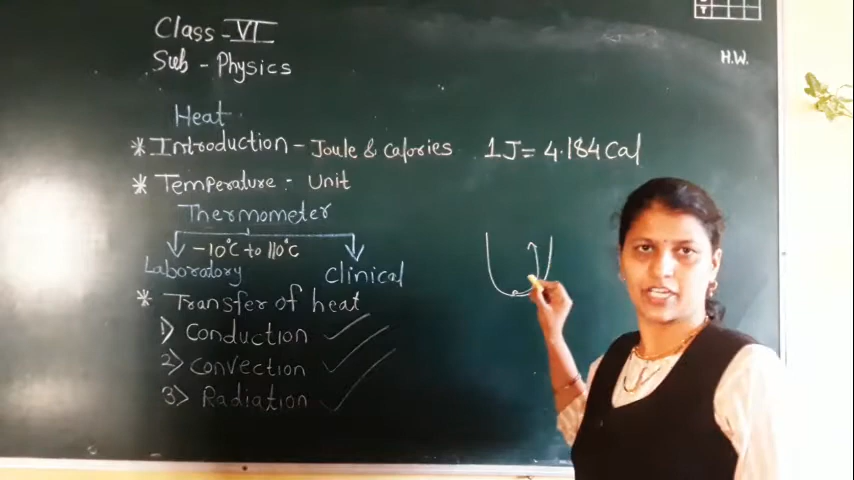 Class - VI
Sub - Physics
H.W.
Heat
* Introduction - Joule & Calories 1J = 4.184 Cal
* Temperature - Unit
Thermometer
-10°C to 110°C
Laboratory Clinical
* Transfer of heat
1) Conduction
2) Convection
3) Radiation